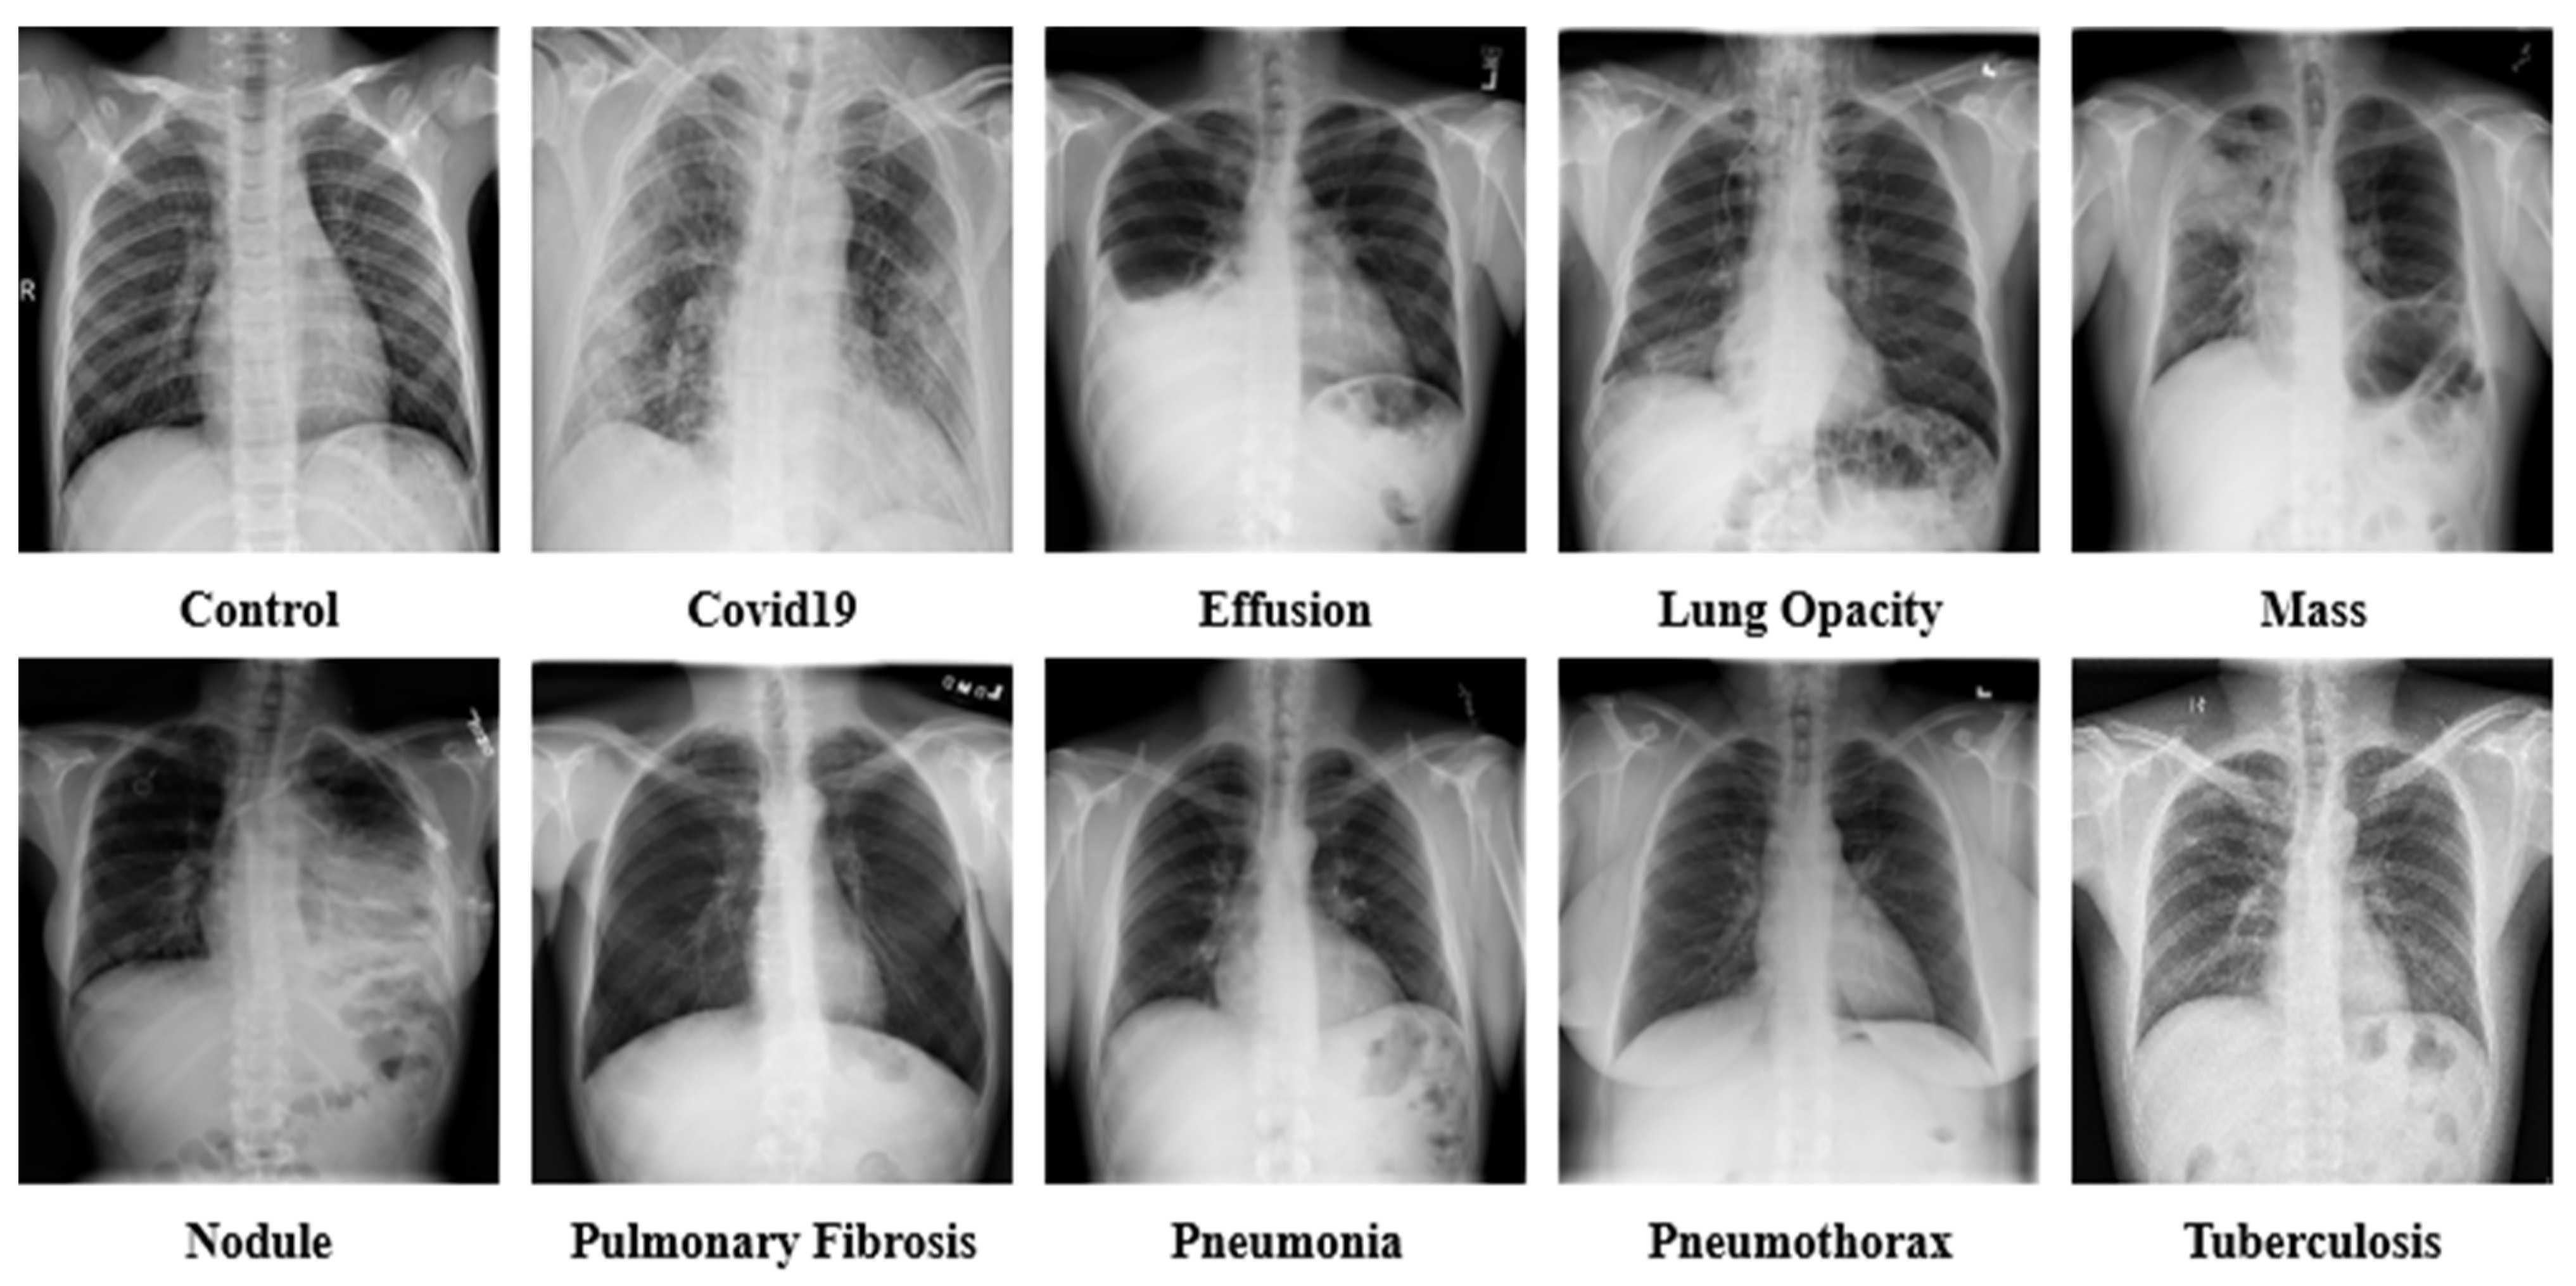 R
Control
Covid19
Effusion
Lung Opacity
Mass
L
Nodule
Pulmonary Fibrosis
Pneumonia
Pneumothorax
Tuberculosis